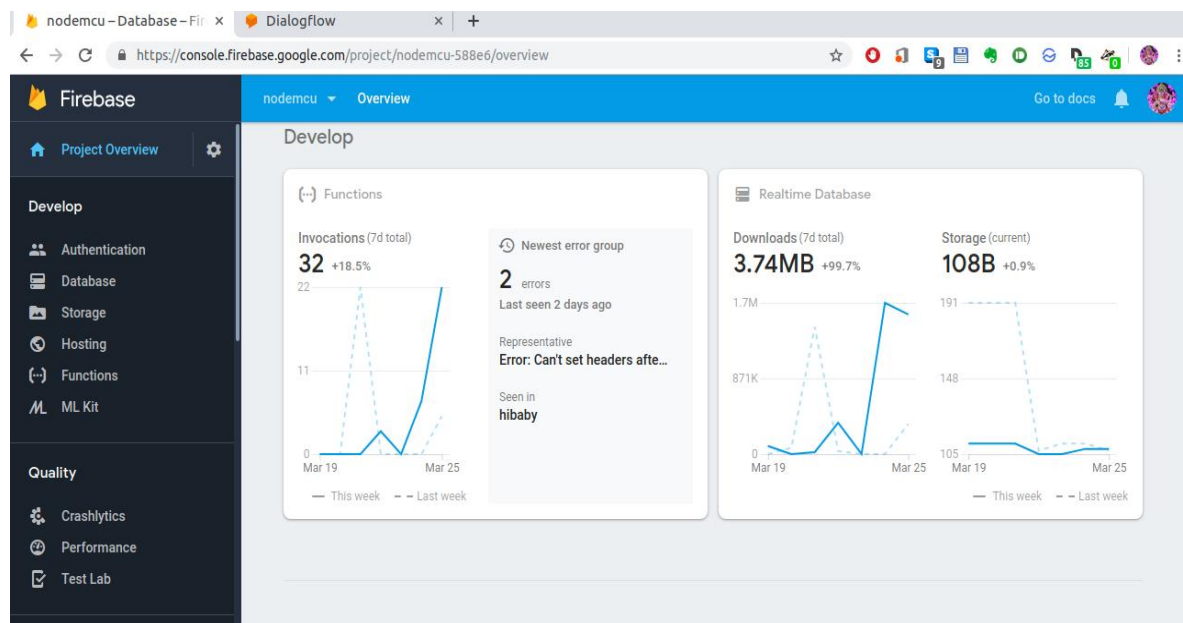 nodemcu – Database – Fir
Dialogflow
https://console.firebase.google.com/project/nodemcu-588e6/overview
9
85
0
Firebase
nodemcu
Overview
Go to docs
Project Overview
Develop
Authentication
Database
Storage
Hosting
Functions
ML Kit
Quality
Crashlytics
Performance
Test Lab
Develop
Functions
Invocations (7d total)
32 +18.5%
22
11
0
Mar 19 Mar 25
This week Last week
Newest error group
2 errors
Last seen 2 days ago
Representative
Error: Can't set headers afte...
Seen in
hibaby
Realtime Database
Downloads (7d total)
3.74MB +99.7%
1.7M
871K
0
Mar 19 Mar 25
Storage (current)
108B +0.9%
191
148
105
Mar 19 Mar 25
This week Last week